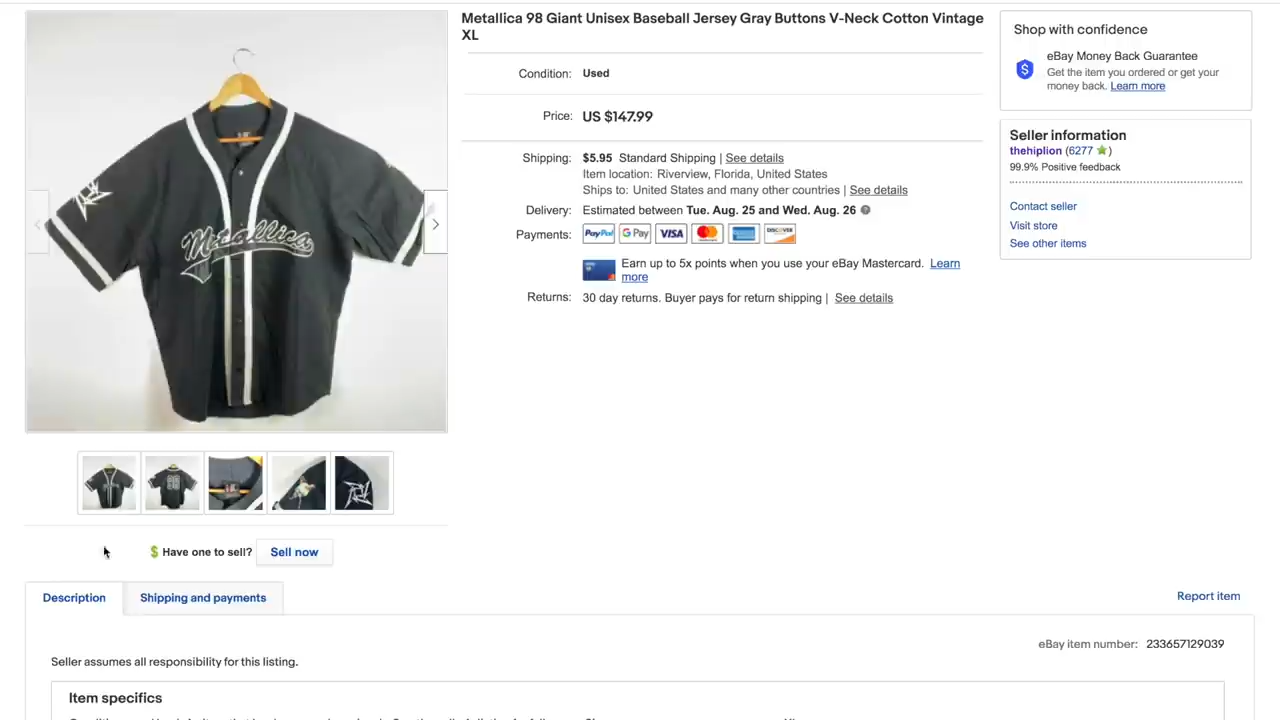 Metallica 98 Giant Unisex Baseball Jersey Gray Buttons V-Neck Cotton Vintage
XL
Condition: Used
Price: US $147.99
Shipping: $5.95 Standard Shipping | See details
Item location: Riverview, Florida, United States
Ships to: United States and many other countries | See details
Delivery: Estimated between Tue. Aug. 25 and Wed. Aug. 26
Payments: PayPal G Pay VISA DISCOVER
Earn up to 5x points when you use your eBay Mastercard. Learn
more
Returns: 30 day returns. Buyer pays for return shipping | See details
Shop with confidence
eBay Money Back Guarantee
Get the item you ordered or get your
money back. Learn more
Seller information
thehiplion (6277)
99.9% Positive feedback
Contact seller
Visit store
See other items
Metallica
Have one to sell? Sell now
Description
Shipping and payments
Report item
eBay item number: 233657129039
Seller assumes all responsibility for this listing.
Item specifics